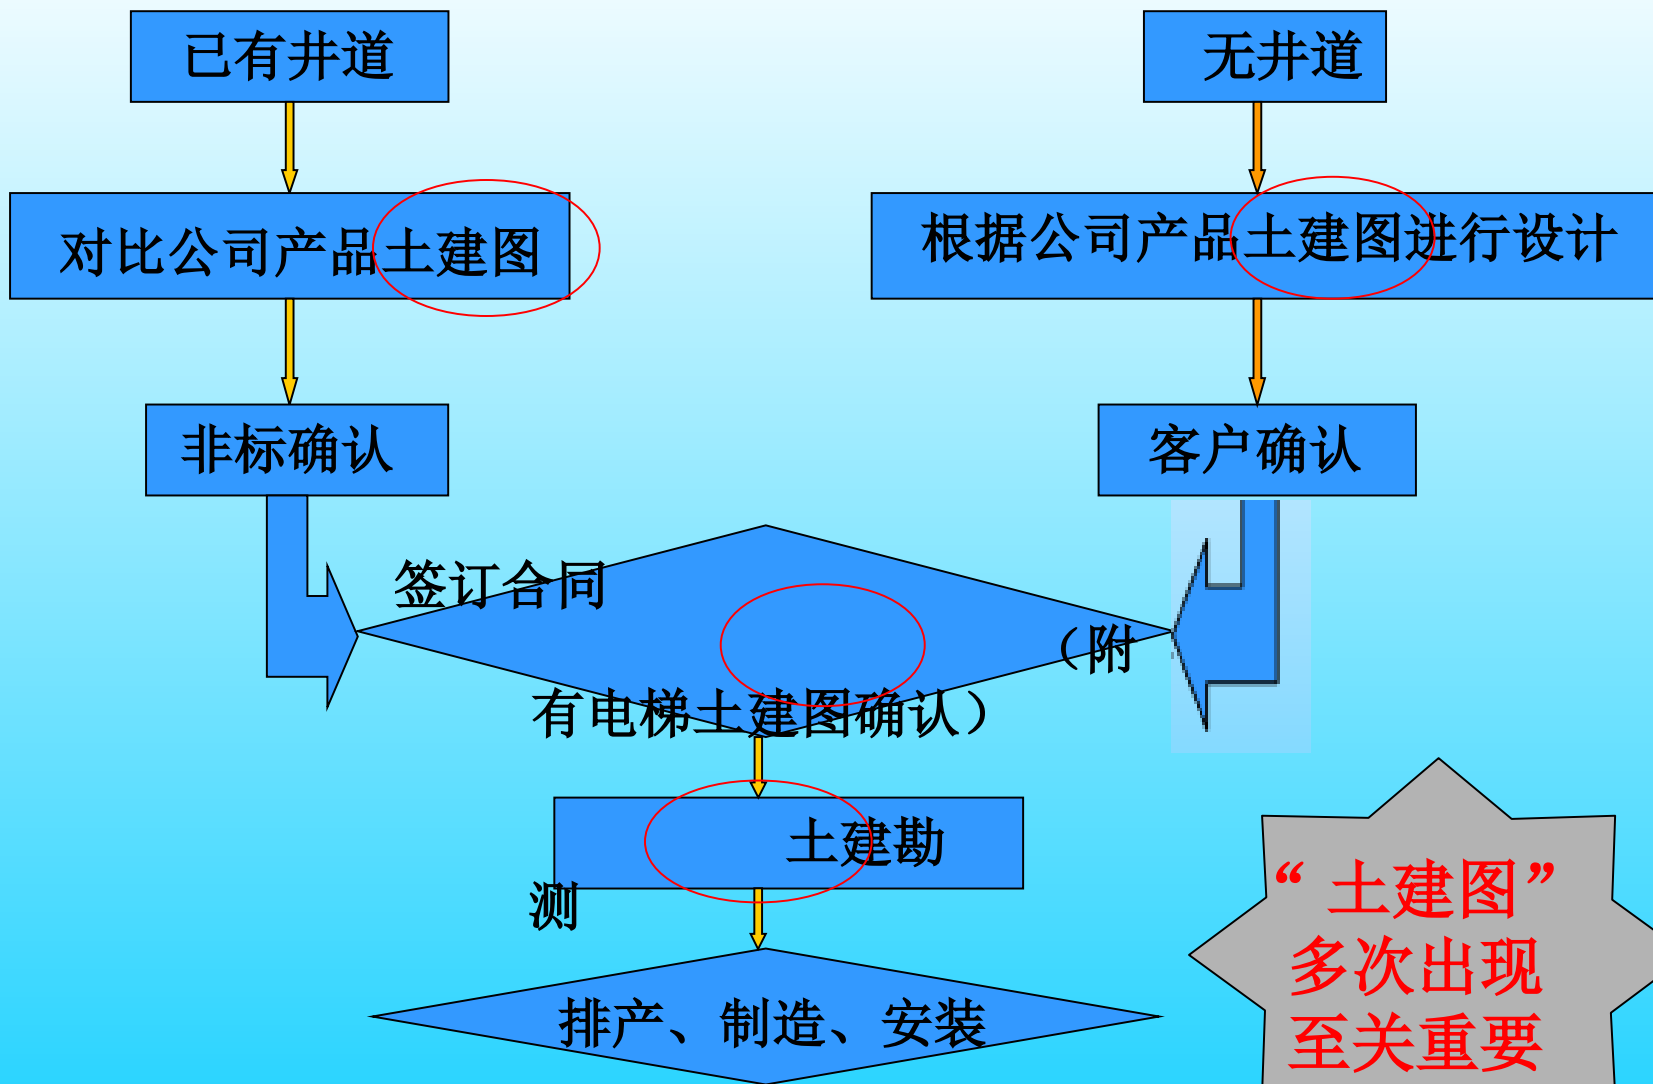 已有井道
无井道
对比公司产品土建图
根据公司产品土建图进行设计
非标确认
客户确认
签订合同
（附
有电梯土建图确认）
土建勘
测
排产、制造、安装
“土建图”
多次出现
至关重要